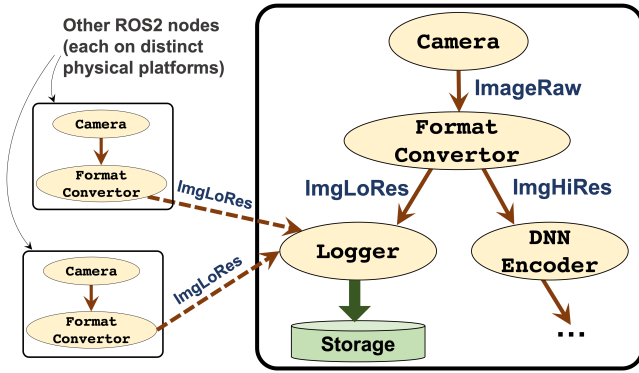 Other ROS2 nodes
(each on distinct
physical platforms)
Camera
Format
Convertor
ImgLoRes
Camera
Format
Convertor
ImgLoRes
Camera
ImageRaw
Format
Convertor
ImgLoRes
ImgHiRes
Logger
DNN
Encoder
Storage
...